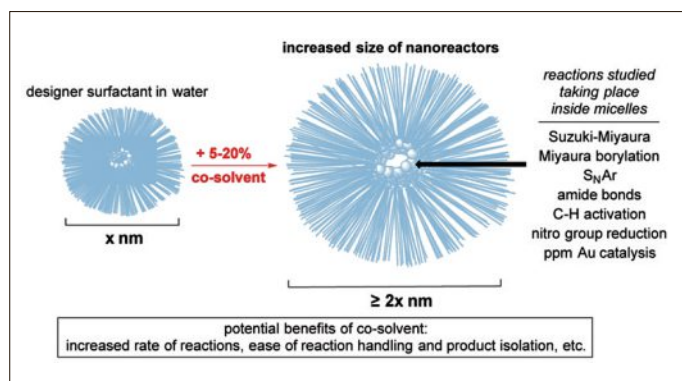 increased size of nanoreactors
designer surfactant in water
+ 5-20%
co-solvent
x nm
≥ 2x nm
reactions studied
taking place
inside micelles
Suzuki-Miyaura
Miyaura borylation
SNAr
amide bonds
C-H activation
nitro group reduction
ppm Au catalysis
potential benefits of co-solvent:
increased rate of reactions, ease of reaction handling and product isolation, etc.